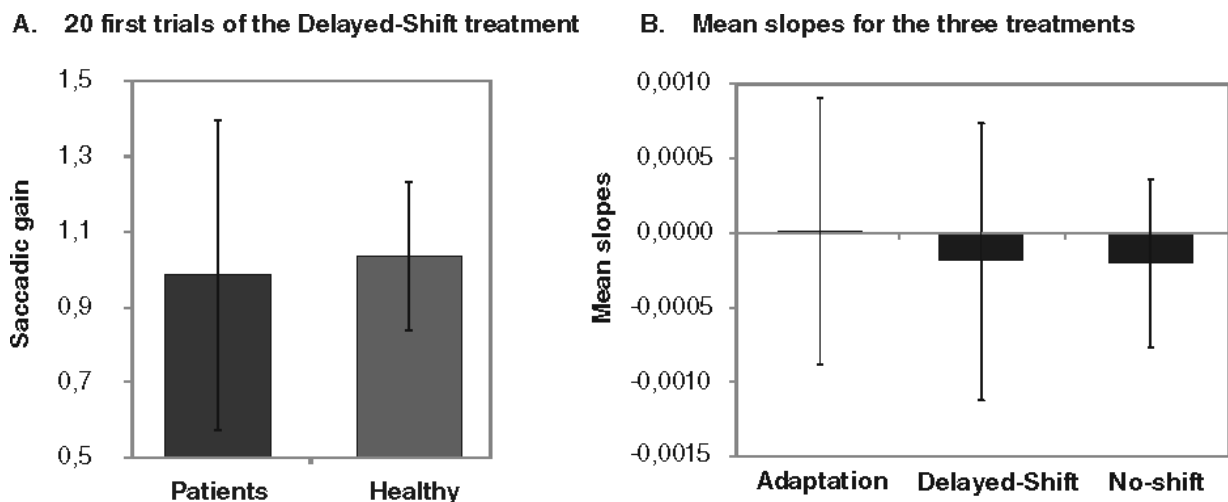 A. 20 first trials of the Delayed-Shift treatment
1,5
1,3
1,1
0,9
0,7
0,5
Saccadic gain
Patients Healthy
B. Mean slopes for the three treatments
0,0010
0,0005
0,0000
-0,0005
-0,0010
-0,0015
Mean slopes
Adaptation Delayed-Shift No-shift